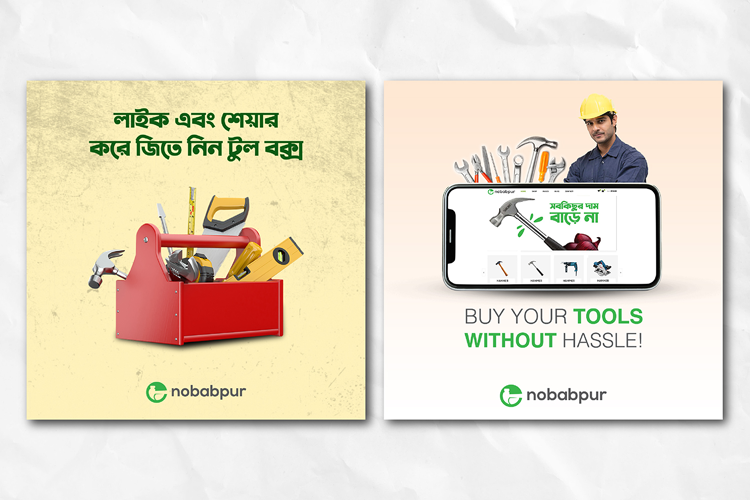 লাইক এবং শেয়ার
করে জিতে নিন টুল বক্স
nobabpur
nobabpur
সবকিছুর দাম
বাড়ে না
BUY YOUR TOOLS
WITHOUT HASSLE!
nobabpur